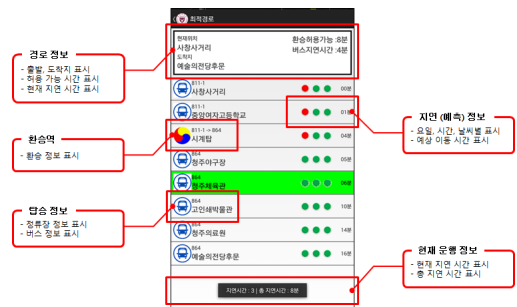 최적경로
현재위치
사창사거리
도착지
예술의전당후문
환승허용가능 :8분
버스지연시간 :4분
811-1
사창사거리
00분
811-1
중앙여자고등학교
01분
811-1 -> 864
시계탑
04분
864
청주야구장
05분
864
청주체육관
06분
864
고인쇄박물관
10분
864
청주의료원
14분
864
예술의전당후문
16분
지연시간 : 3 | 총 지연시간 : 8분
경로 정보
- 출발, 도착지 표시
- 허용 가능 시간 표시
- 현재 지연 시간 표시
환승역
- 환승 정보 표시
탑승 정보
- 정류장 정보 표시
- 버스 정보 표시
지연 (예측) 정보
- 요일, 시간, 날씨별 표시
- 예상 이동 시간 표시
현재 운행 정보
- 현재 지연 시간 표시
- 총 지연 시간 표시